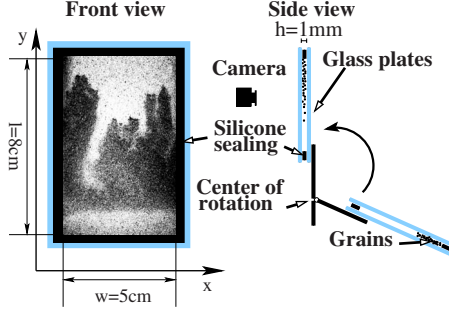 Front view
Side view
y
h=1mm
Camera
Glass plates
l=8cm
Silicone
sealing
Center of
rotation
Grains
x
w=5cm